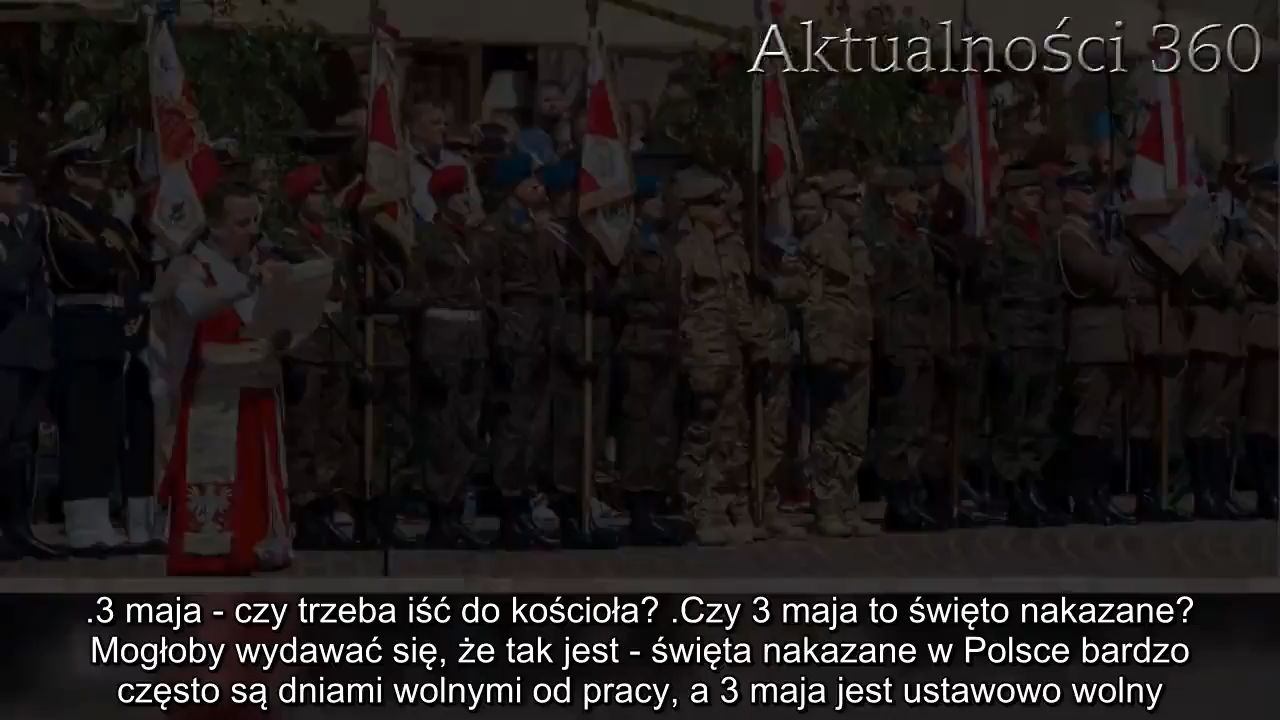 Aktualności 360
.3 maja - czy trzeba iść do kościoła? .Czy 3 maja to święto nakazane?
Mogłoby wydawać się, że tak jest - święta nakazane w Polsce bardzo
często są dniami wolnymi od pracy, a 3 maja jest ustawowo wolny